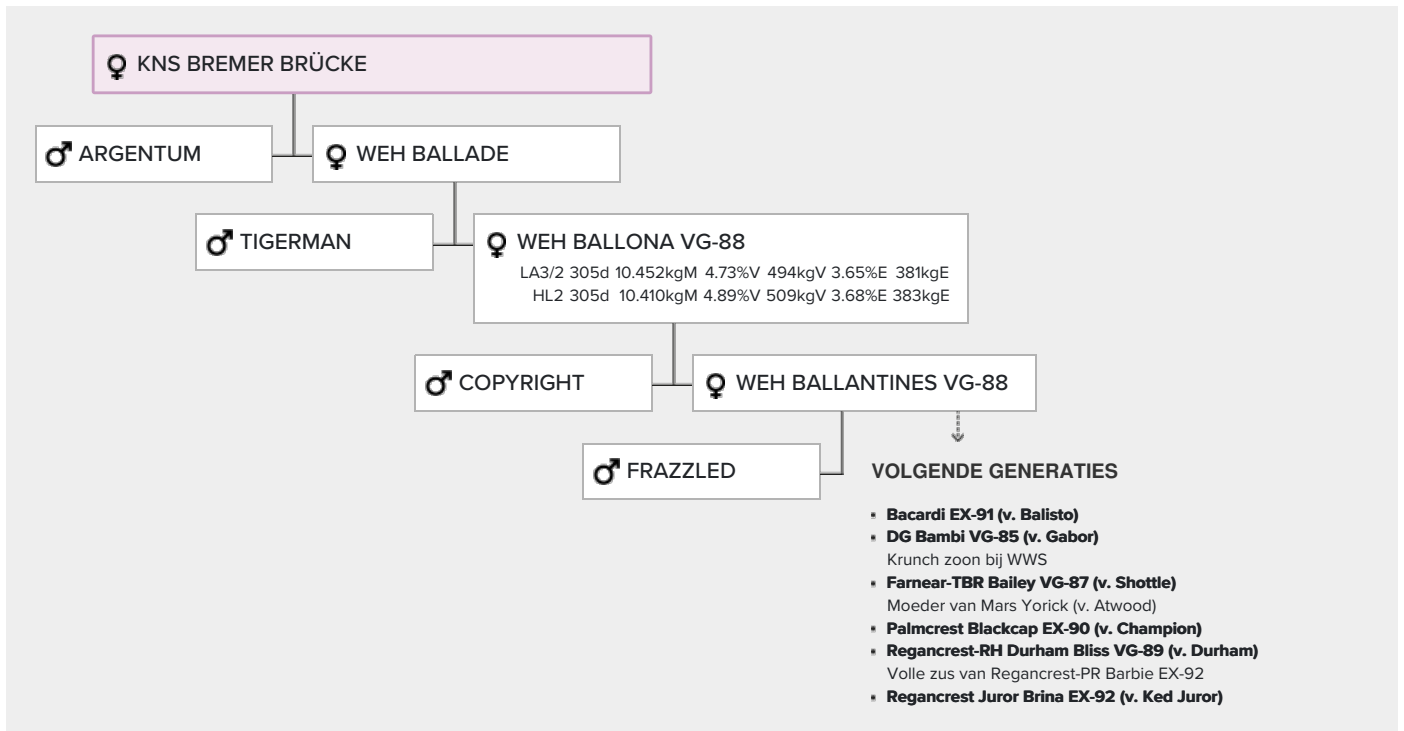 KNS BREMER BRÜCKE
ARGENTUM
WEH BALLADE
TIGERMAN
WEH BALLONA VG-88
LA3/2 305d 10.452kgM 4.73%V 494kgV 3.65%E 381kgE
HL2 305d 10.410kgM 4.89%V 509kgV 3.68%E 383kgE
COPYRIGHT
WEH BALLANTINES VG-88
FRAZZLED
VOLGENDE GENERATIES
Bacardi EX-91 (v. Balisto)
DG Bambi VG-85 (v. Gabor)
Krunch zoon bij WWS
Farnear-TBR Bailey VG-87 (v. Shottle)
Moeder van Mars Yorick (v. Atwood)
Palmcrest Blackcap EX-90 (v. Champion)
Regancrest-RH Durham Bliss VG-89 (v. Durham)
Volle zus van Regancrest-PR Barbie EX-92
Regancrest Juror Brina EX-92 (v. Ked Juror)